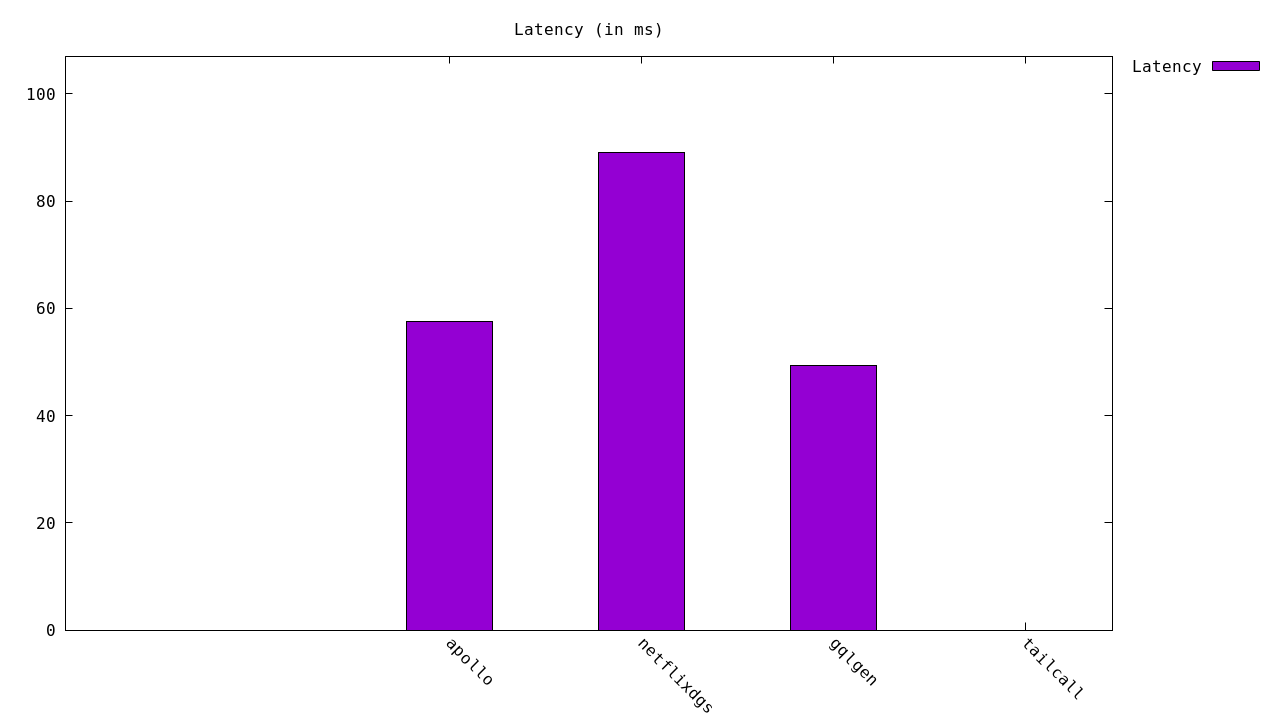 Latency (in ms)
Latency
100
80
60
40
20
0
apollo
netflixdgs
gqlgen
tailcall